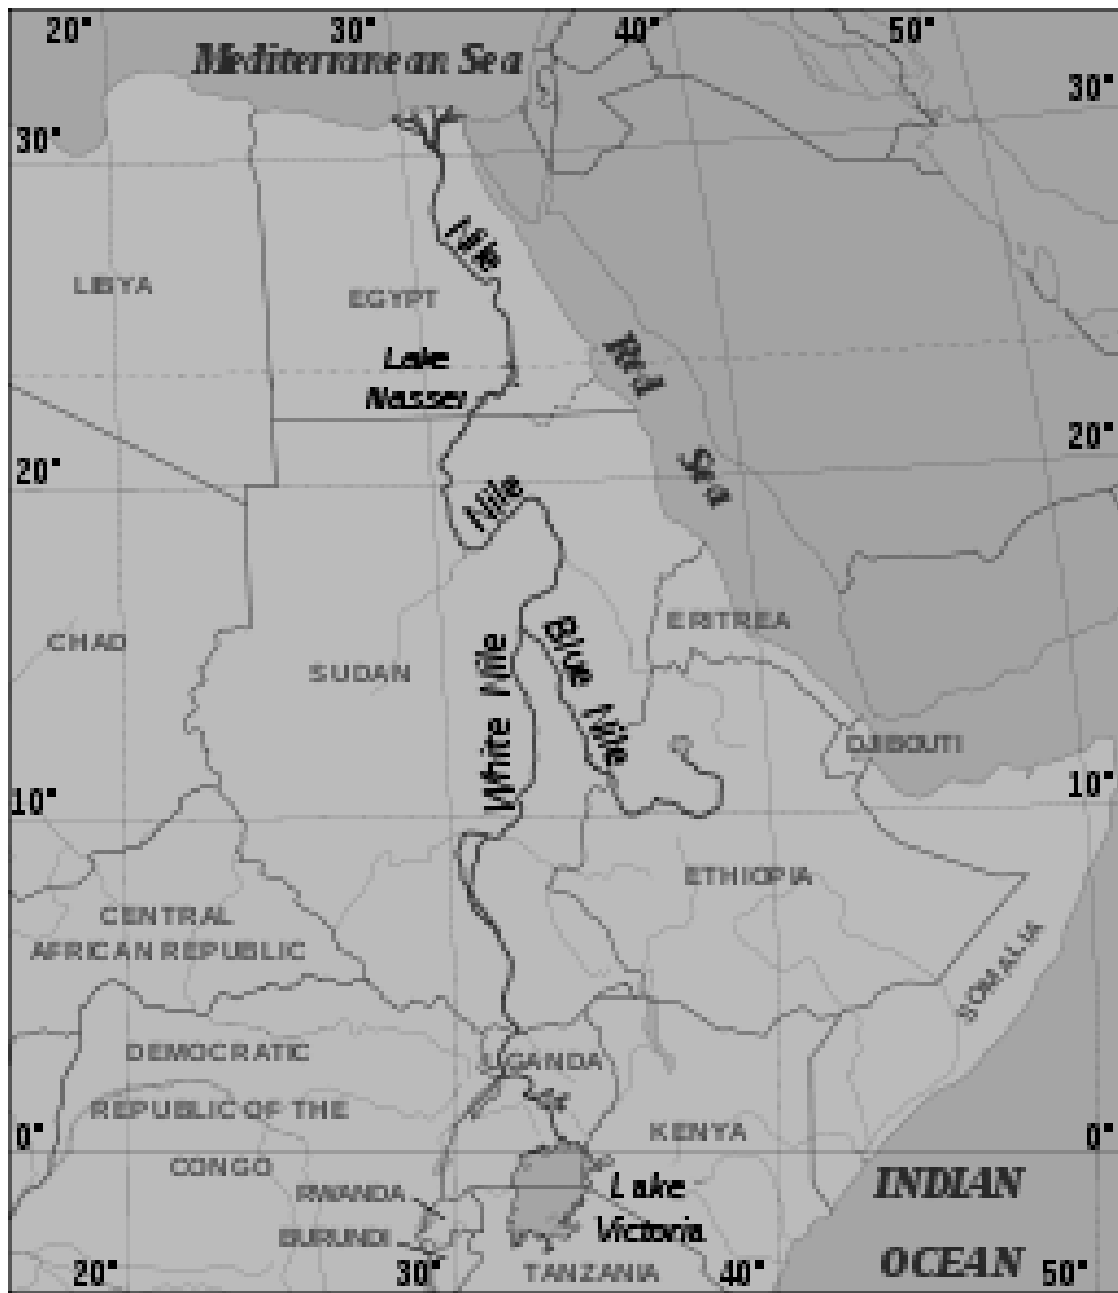 20° 30° 40° 50°
Mediterranean Sea
30°
30°
Nile
LIBYA
EGYPT
Lake
Nasser
Red
Sea
20°
20°
Nile
ERITREA
CHAD
SUDAN
White Nile
Blue Nile
DJIBOUTI
10°
10°
ETHIOPIA
CENTRAL
AFRICAN REPUBLIC
SOMALIA
DEMOCRATIC
UGANDA
REPUBLIC OF THE
KENYA
0°
0°
CONGO
RWANDA
Lake
Victoria
INDIAN
OCEAN
BURUNDI
TANZANIA
20° 30° 40° 50°